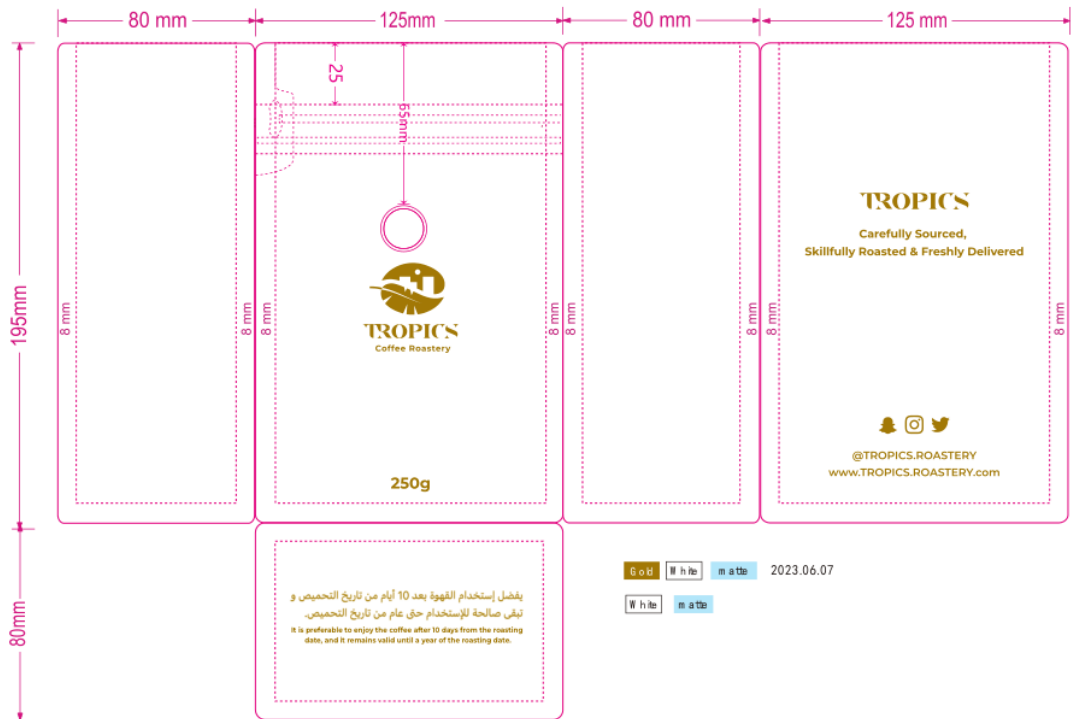 80 mm
125mm
80 mm
125 mm
25
65mm
195mm
8 mm
8 mm
8 mm
8 mm
8 mm
8 mm
TROPICS
Coffee Roastery
250g
TROPICS
Carefully Sourced,
Skillfully Roasted & Freshly Delivered
@TROPICS.ROASTERY
www.TROPICS.ROASTERY.com
80mm
يفضل إستخدام القهوة بعد 10 أيام من تاريخ التحميص و
تبقى صالحة للإستخدام حتى عام من تاريخ التحميص.
It is preferable to enjoy the coffee after 10 days from the roasting
date, and it remains valid until a year of the roasting date.
Gold White matte 2023.06.07
White matte